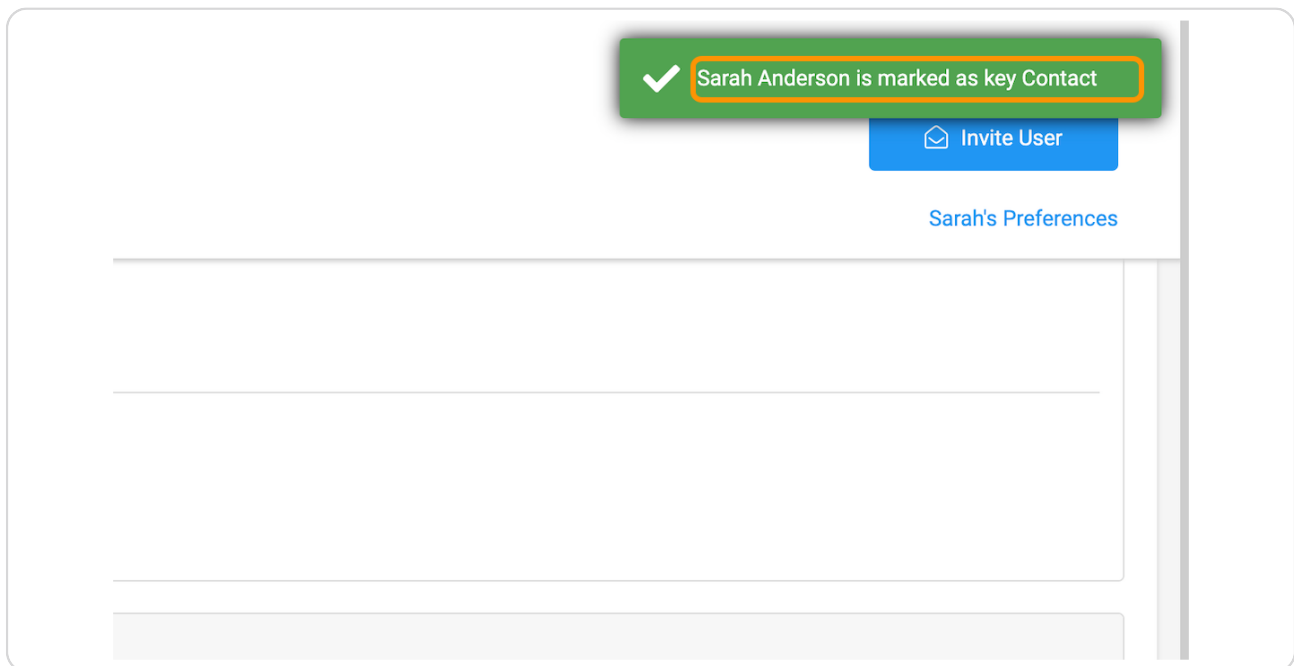 Sarah Anderson is marked as key Contact
Invite User
Sarah's Preferences